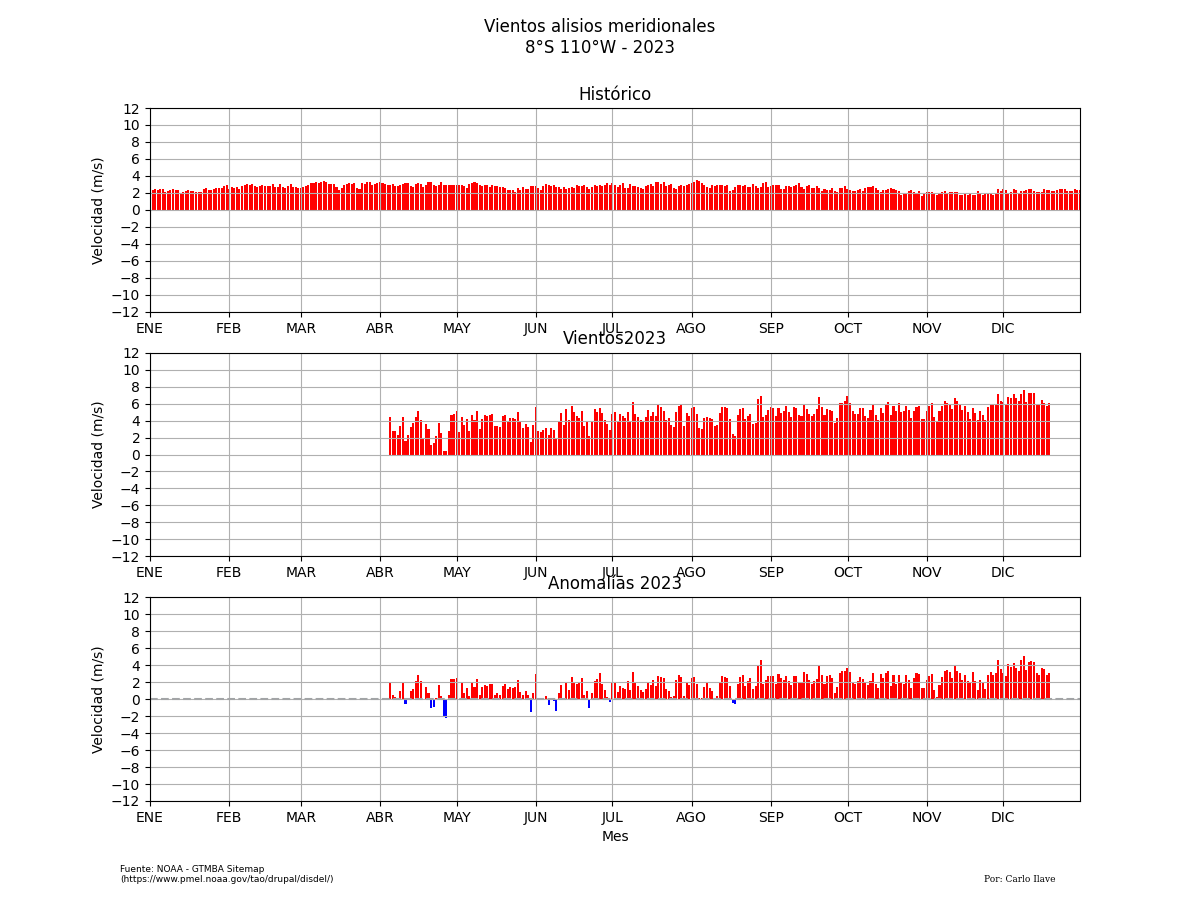 Vientos alisios meridionales
8°S 110°W - 2023
Histórico
12
10
8
6
4
2
0
−2
−4
−6
−8
−10
−12
Velocidad (m/s)
ENE FEB MAR ABR MAY JUN JUL AGO SEP OCT NOV DIC
Vientos2023
12
10
8
6
4
2
0
−2
−4
−6
−8
−10
−12
Velocidad (m/s)
ENE FEB MAR ABR MAY JUN JUL AGO SEP OCT NOV DIC
Anomalías 2023
12
10
8
6
4
2
0
−2
−4
−6
−8
−10
−12
Velocidad (m/s)
ENE FEB MAR ABR MAY JUN JUL AGO SEP OCT NOV DIC
Mes
Fuente: NOAA - GTMBA Sitemap
(https://www.pmel.noaa.gov/tao/drupal/disdel/)
Por: Carlo Ilave